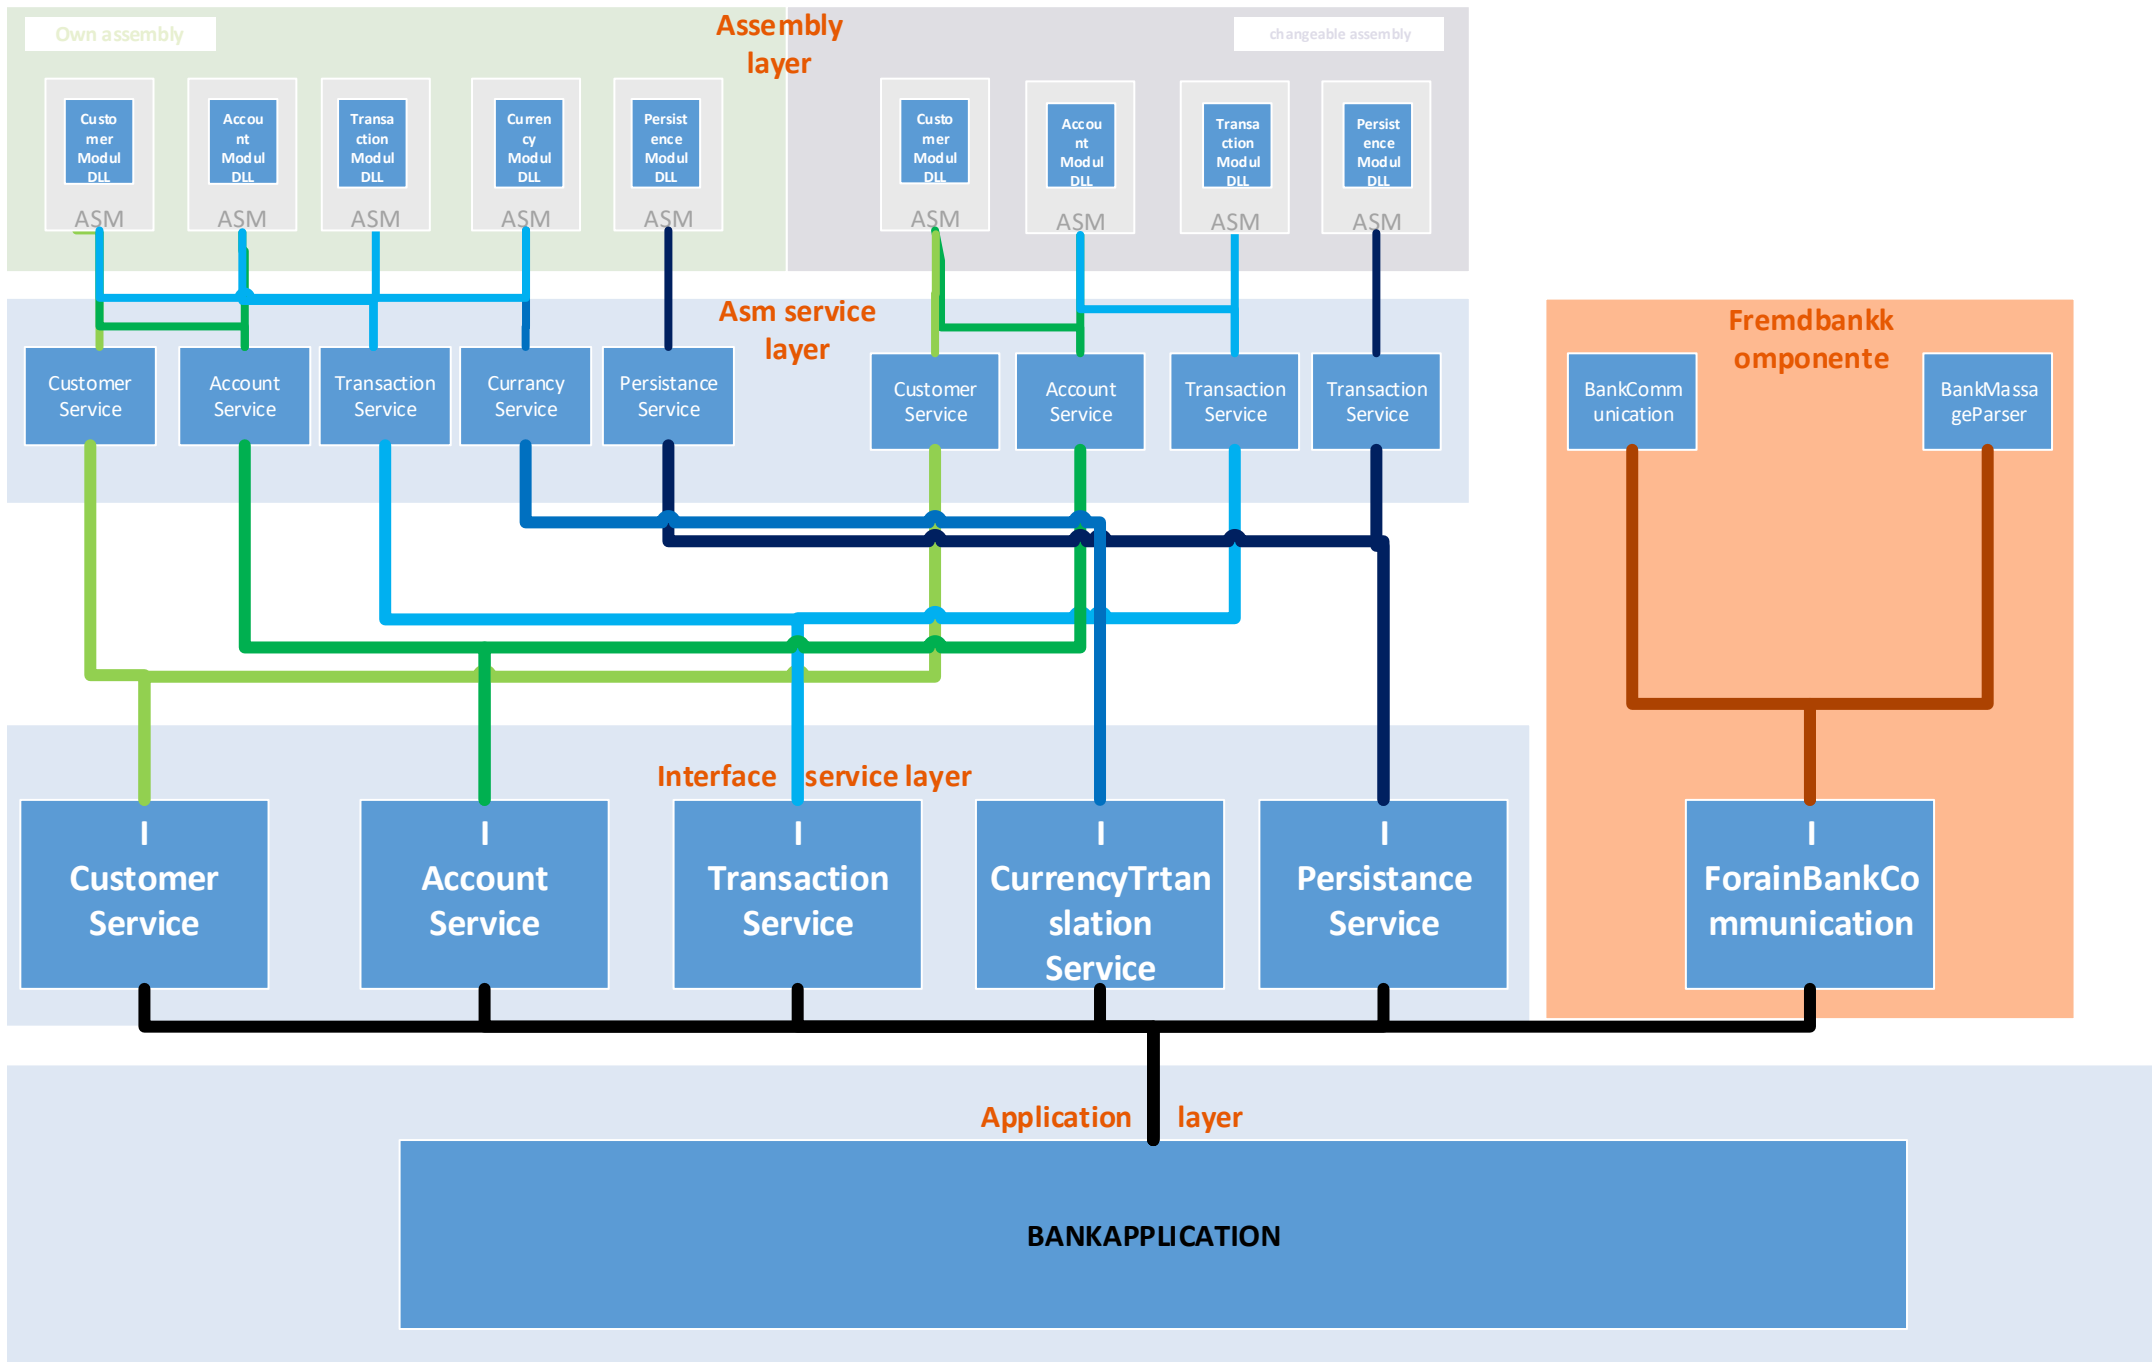 Own assembly
Assembly
layer
changeable assembly
Custo
mer
Modul
DLL
ASM
Accou
nt
Modul
DLL
ASM
Transa
ction
Modul
DLL
ASM
Curren
cy
Modul
DLL
ASM
Persist
ence
Modul
DLL
ASM
Custo
mer
Modul
DLL
ASM
Accou
nt
Modul
DLL
ASM
Transa
ction
Modul
DLL
ASM
Persist
ence
Modul
DLL
ASM
Asm service
layer
Customer
Service
Account
Service
Transaction
Service
Currancy
Service
Persistance
Service
Customer
Service
Account
Service
Transaction
Service
Transaction
Service
Fremdbankk
omponente
BankComm
unication
BankMassa
geParser
Interface service layer
I
Customer
Service
I
Account
Service
I
Transaction
Service
I
CurrencyTrtan
slation
Service
I
Persistance
Service
I
ForainBankCo
mmunication
Application layer
BANKAPPLICATION